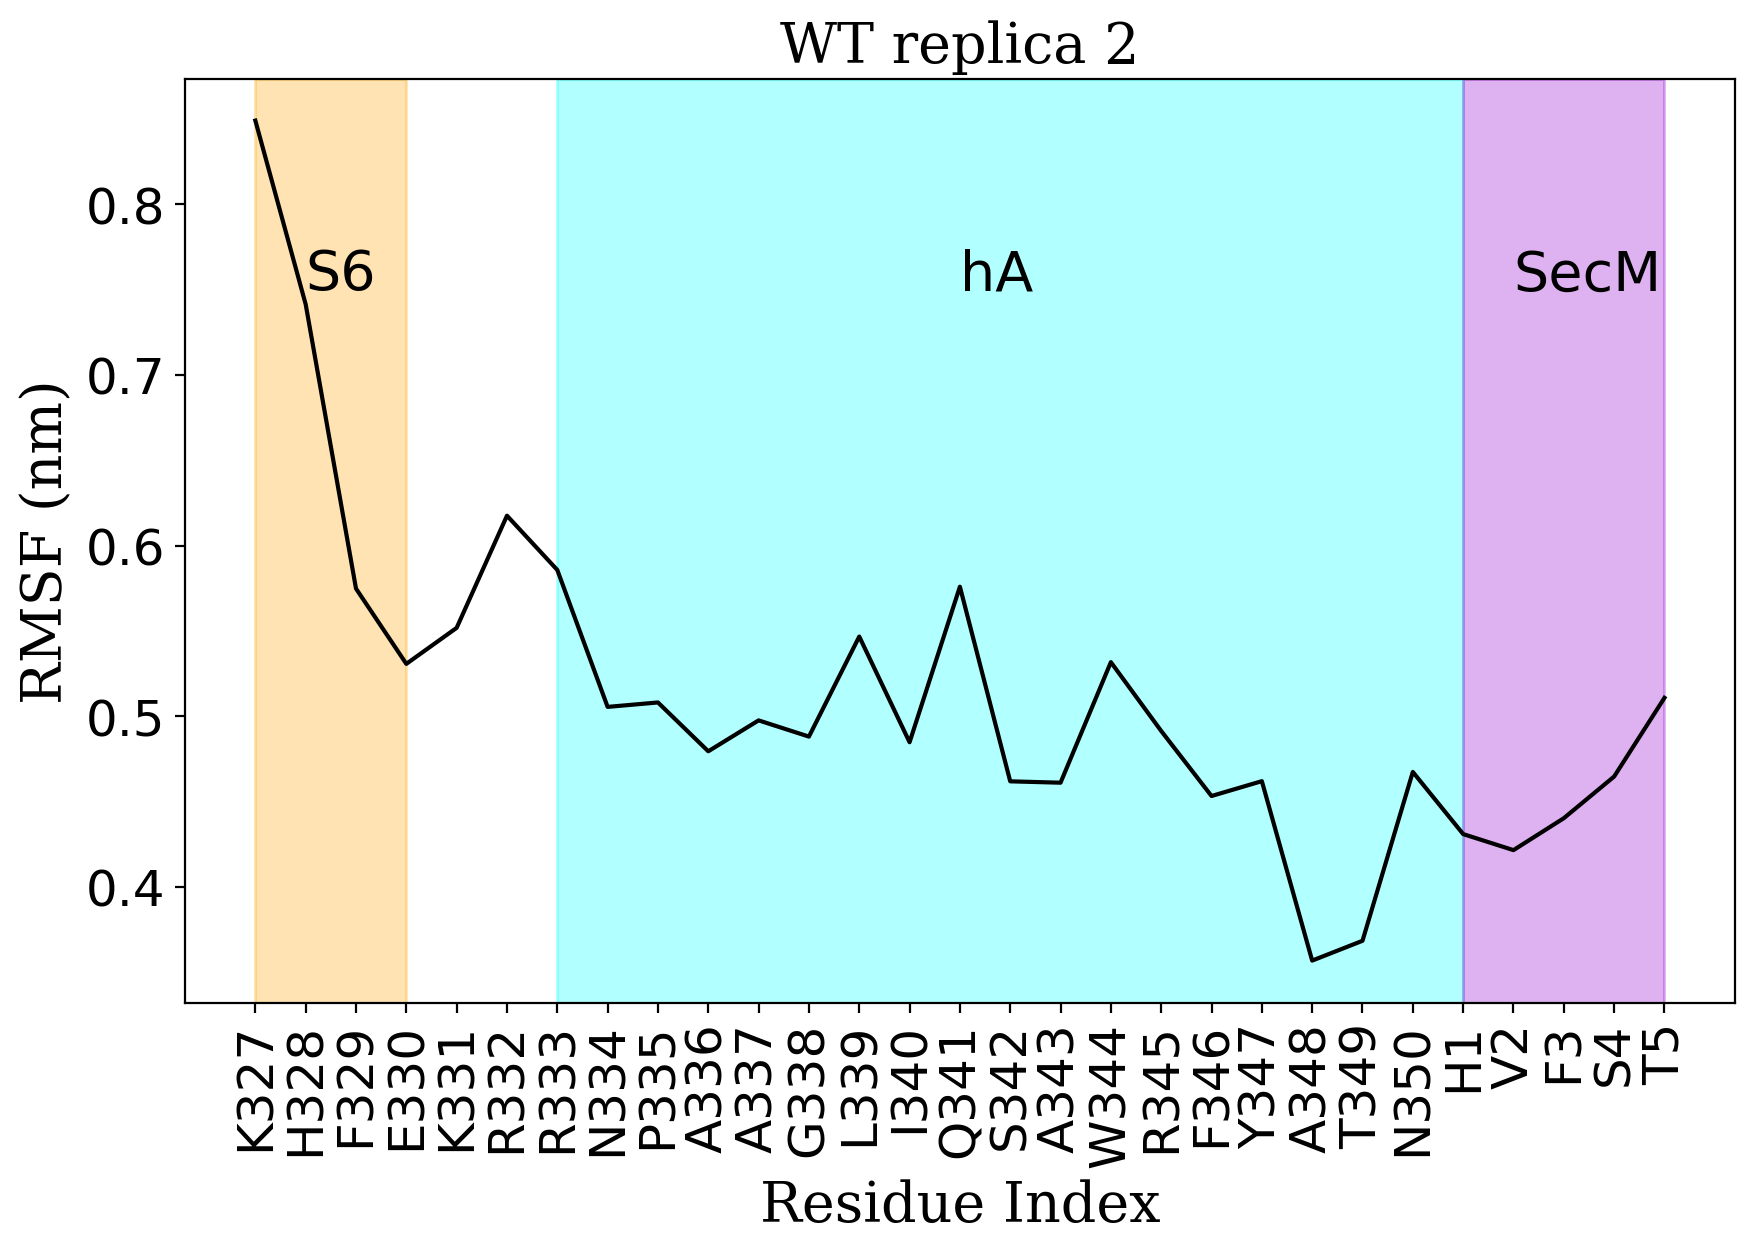 WT replica 2
RMSF (nm)
0.8
0.7
0.6
0.5
0.4
S6
hA
SecM
K327
H328
F329
E330
K331
R332
R333
N334
P335
A336
A337
G338
L339
I340
Q341
S342
A343
W344
R345
F346
Y347
A348
T349
N350
H1
V2
F3
S4
T5
Residue Index